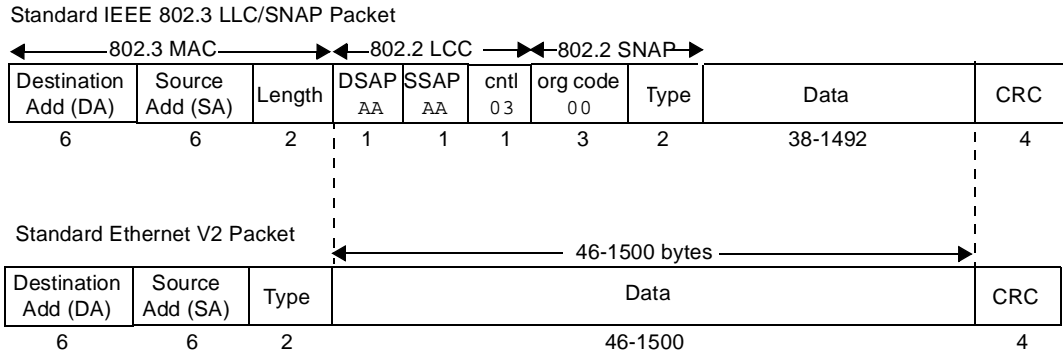 Standard IEEE 802.3 LLC/SNAP Packet
802.3 MAC 802.2 LCC 802.2 SNAP
Destination Add (DA) Source Add (SA) Length DSAP AA SSAP AA cntl 03 org code 00 Type Data CRC
6 6 2 1 1 1 3 2 38-1492 4
Standard Ethernet V2 Packet
46-1500 bytes
Destination Add (DA) Source Add (SA) Type Data CRC
6 6 2 46-1500 4